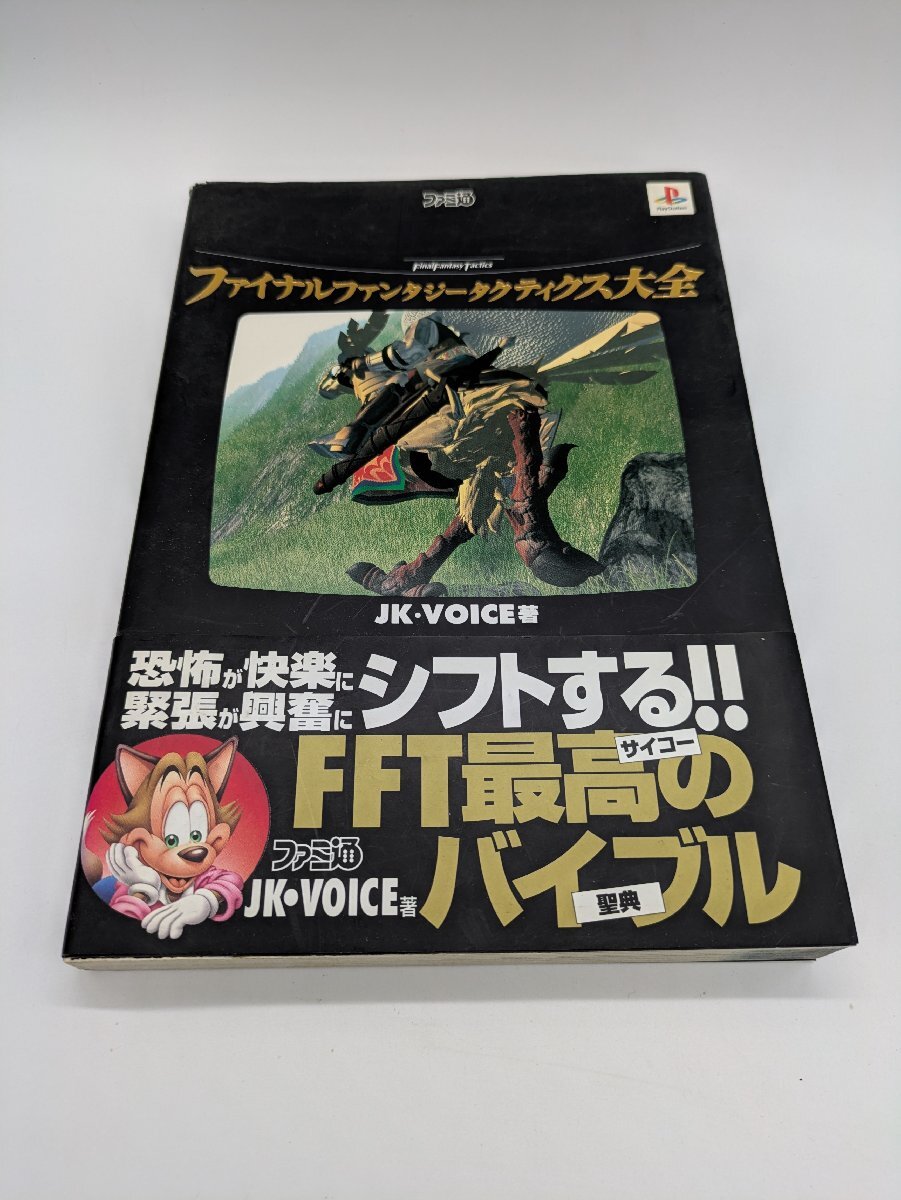 ファミ通
PlayStation
FinalFantasy Tactics
ファイナルファンタジータクティクス大全
JK・VOICE著
恐怖が快楽に
緊張が興奮に
シフトする!!
サイコー
FFT最高の
バイブル
聖典
ファミ通
JK・VOICE著